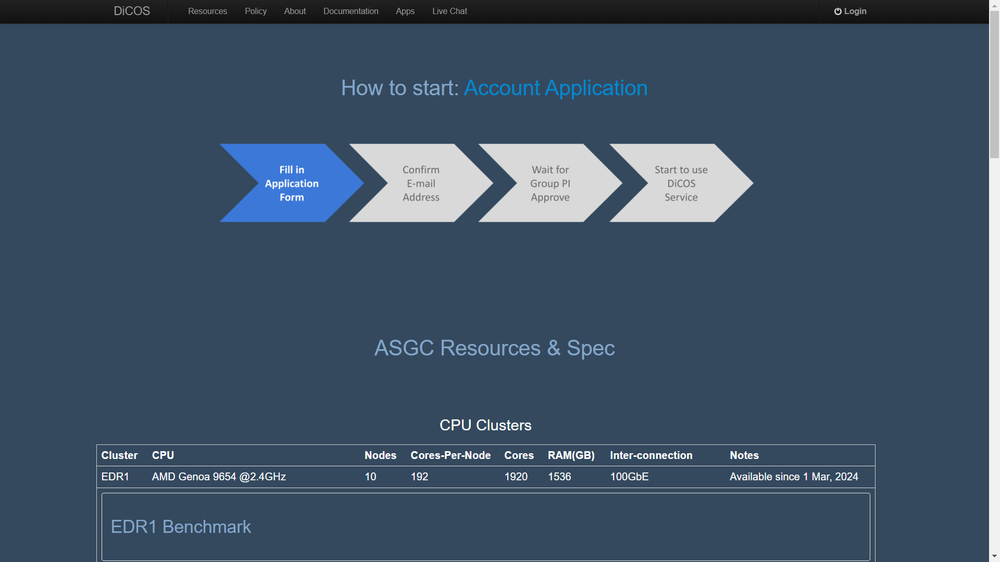 DiCOS Resources Policy About Documentation Apps Live Chat Login
How to start: Account Application
Fill in
Application
Form
Confirm
E-mail
Address
Wait for
Group PI
Approve
Start to use
DiCOS
Service
ASGC Resources & Spec
CPU Clusters
Cluster CPU Nodes Cores-Per-Node Cores RAM(GB) Inter-connection Notes
EDR1 AMD Genoa 9654 @2.4GHz 10 192 1920 1536 100GbE Available since 1 Mar, 2024
EDR1 Benchmark